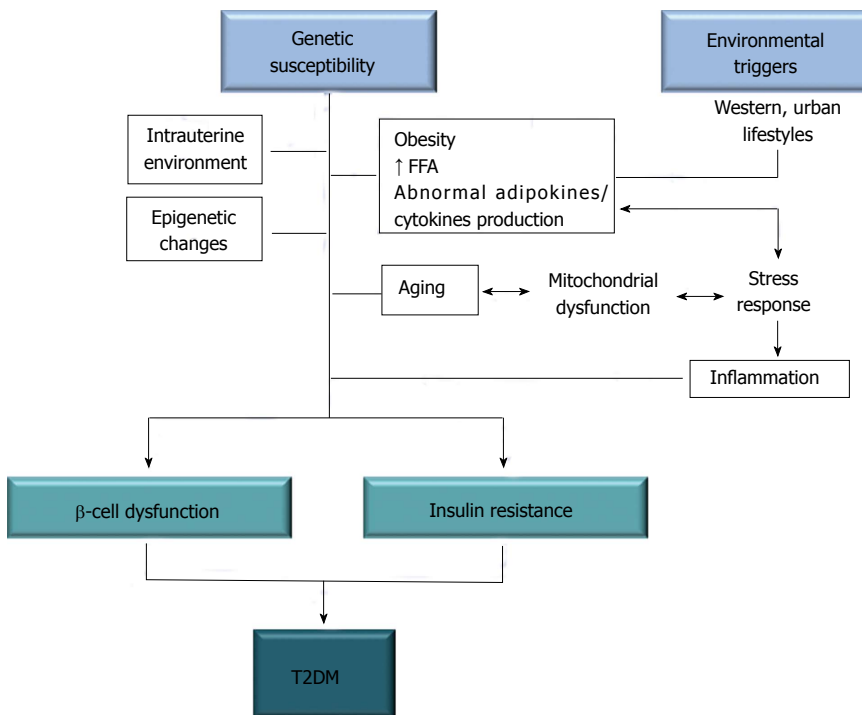 Genetic
susceptibility
Environmental
triggers
Western, urban
lifestyles
Intrauterine
environment
Obesity
↑ FFA
Abnormal adipokines/
cytokines production
Epigenetic
changes
Aging
Mitochondrial
dysfunction
Stress
response
Inflammation
β-cell dysfunction
Insulin resistance
T2DM